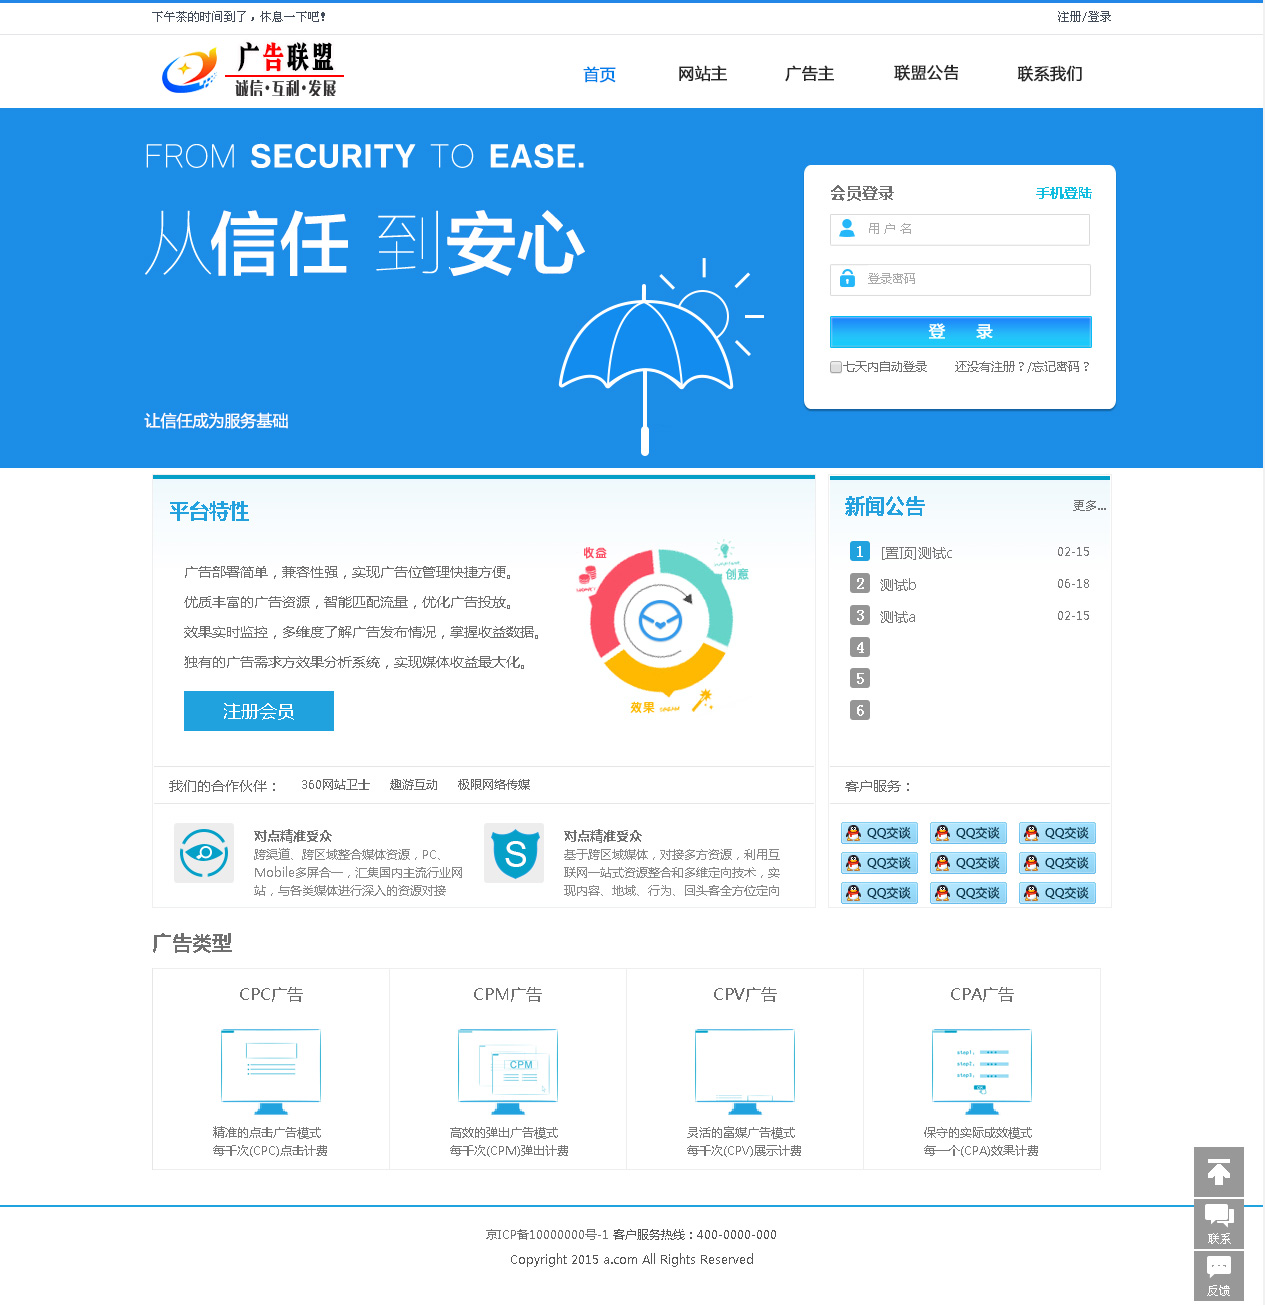 下午茶的时间到了，休息一下吧!
注册/登录
广告联盟
诚信·互利·发展
首页
网站主
广告主
联盟公告
联系我们
FROM SECURITY TO EASE.
从信任 到安心
让信任成为服务基础
会员登录
手机登陆
用 户 名
登录密码
登 录
七天内自动登录
还没有注册？/忘记密码？
平台特性
广告部署简单，兼容性强，实现广告位管理快捷方便。
优质丰富的广告资源，智能匹配流量，优化广告投放。
效果实时监控，多维度了解广告发布情况，掌握收益数据。
独有的广告需求方效果分析系统，实现媒体收益最大化。
注册会员
收益
创意
效果
新闻公告
更多...
1 [置顶]测试c 02-15
2 测试b 06-18
3 测试a 02-15
4
5
6
我们的合作伙伴：
360网站卫士
趣游互动
极限网络传媒
对点精准受众
跨渠道、跨区域整合媒体资源，PC、
Mobile多屏合一，汇集国内主流行业网
站，与各类媒体进行深入的资源对接
S
对点精准受众
基于跨区域媒体，对接多方资源，利用互
联网一站式资源整合和多维定向技术，实
现内容、地域、行为、回头客全方位定向
客户服务：
QQ交谈 QQ交谈 QQ交谈
QQ交谈 QQ交谈 QQ交谈
QQ交谈 QQ交谈 QQ交谈
广告类型
CPC广告
精准的点击广告模式
每千次(CPC)点击计费
CPM广告
CPM
高效的弹出广告模式
每千次(CPM)弹出计费
CPV广告
灵活的富媒广告模式
每千次(CPV)展示计费
CPA广告
step1.
step2.
step3.
保守的实际成效模式
每一个(CPA)效果计费
京ICP备10000000号-1 客户服务热线：400-0000-000
Copyright 2015 a.com All Rights Reserved
联系
反馈